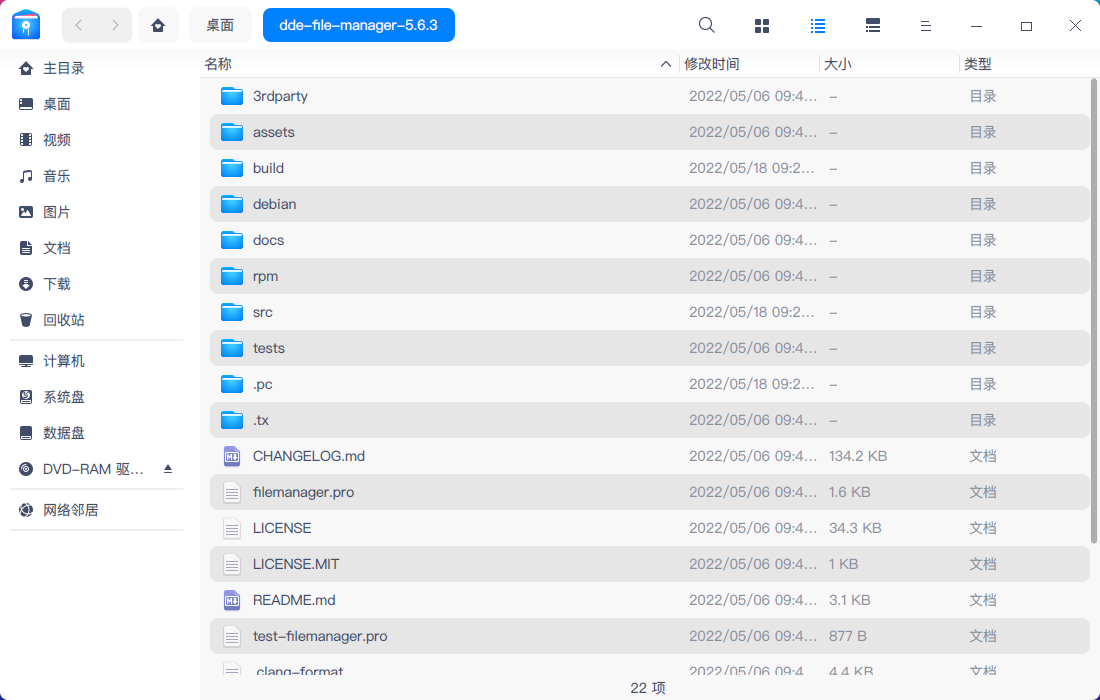 桌面 dde-file-manager-5.6.3
主目录
桌面
视频
音乐
图片
文档
下载
回收站
计算机
系统盘
数据盘
DVD-RAM 驱...
网络邻居
名称 修改时间 大小 类型
3rdparty 2022/05/06 09:4... – 目录
assets 2022/05/06 09:4... – 目录
build 2022/05/18 09:2... – 目录
debian 2022/05/06 09:4... – 目录
docs 2022/05/06 09:4... – 目录
rpm 2022/05/06 09:4... – 目录
src 2022/05/18 09:2... – 目录
tests 2022/05/06 09:4... – 目录
.pc 2022/05/18 09:2... – 目录
.tx 2022/05/06 09:4... – 目录
CHANGELOG.md 2022/05/06 09:4... 134.2 KB 文档
filemanager.pro 2022/05/06 09:4... 1.6 KB 文档
LICENSE 2022/05/06 09:4... 34.3 KB 文档
LICENSE.MIT 2022/05/06 09:4... 1 KB 文档
README.md 2022/05/06 09:4... 3.1 KB 文档
test-filemanager.pro 2022/05/06 09:4... 877 B 文档
.clang-format 2022/05/06 09:4... 4.4 KB 文档
22 项